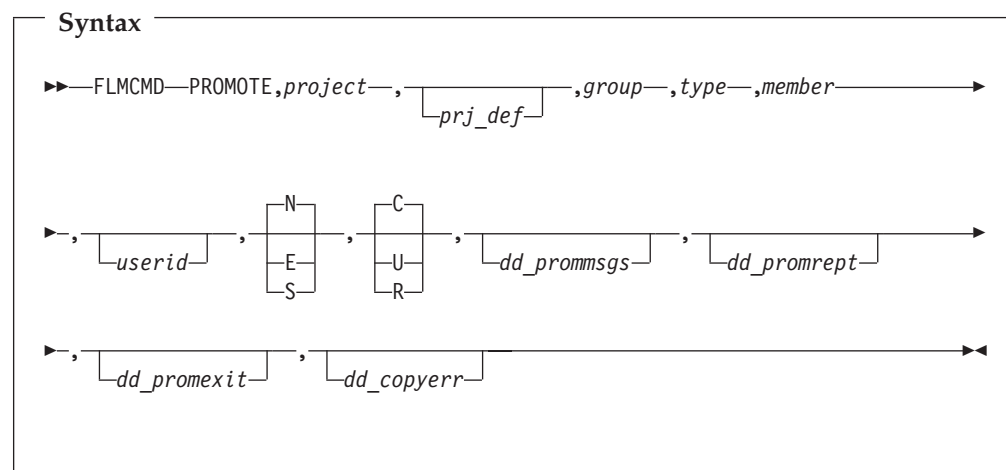 Syntax
FLMCMD PROMOTE,project , ,group ,type ,member
prj_def
N C
, , , , ,
userid E U dd_prommsgs dd_promrept
S R
, ,
dd_promexit dd_copyerr